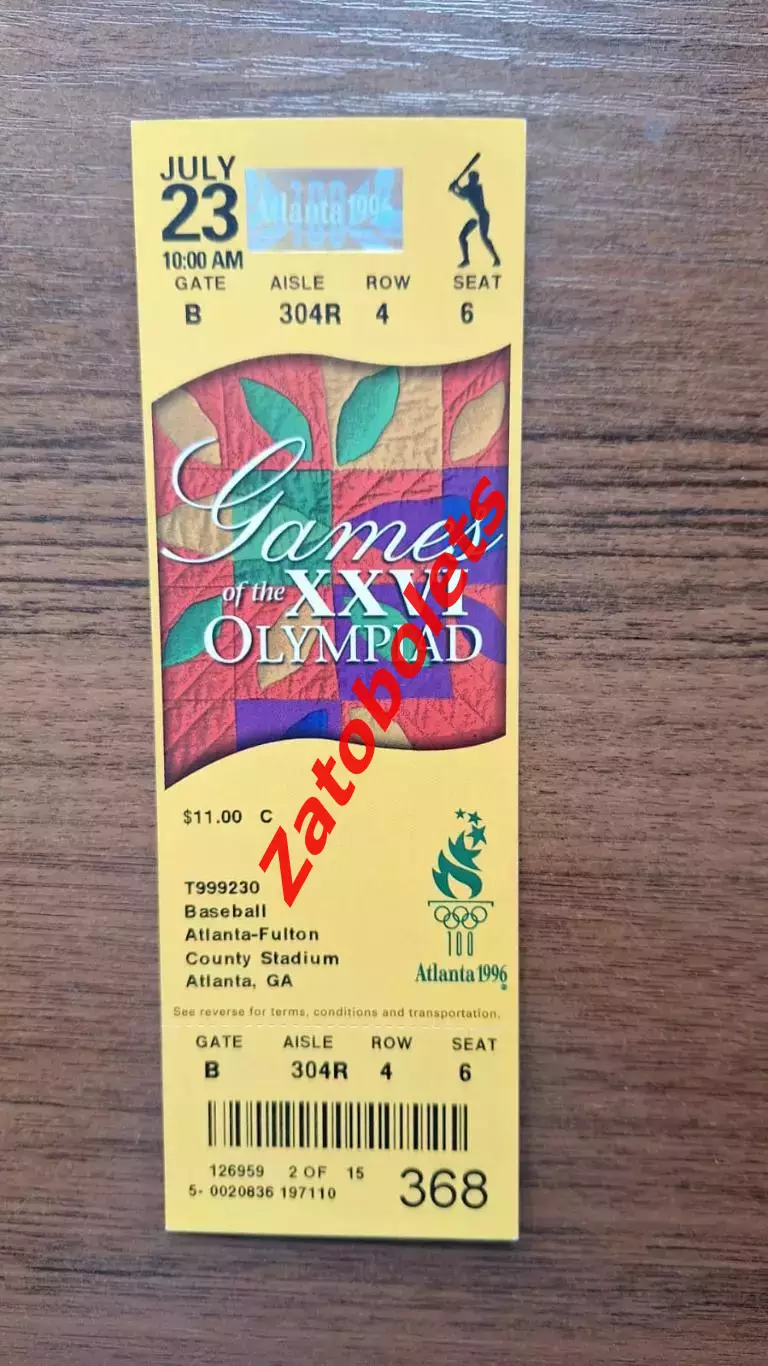 JULY
23
10:00 AM
Atlanta 1996
GATE AISLE ROW SEAT
B 304R 4 6
Games
of the XXVI
OLYMPIAD
Zatobolets
$11.00 C
T999230
Baseball
Atlanta-Fulton
County Stadium
Atlanta, GA
100
Atlanta 1996
®
See reverse for terms, conditions and transportation.
GATE AISLE ROW SEAT
B 304R 4 6
126959 2 OF 15
5- 0020836 197110
368